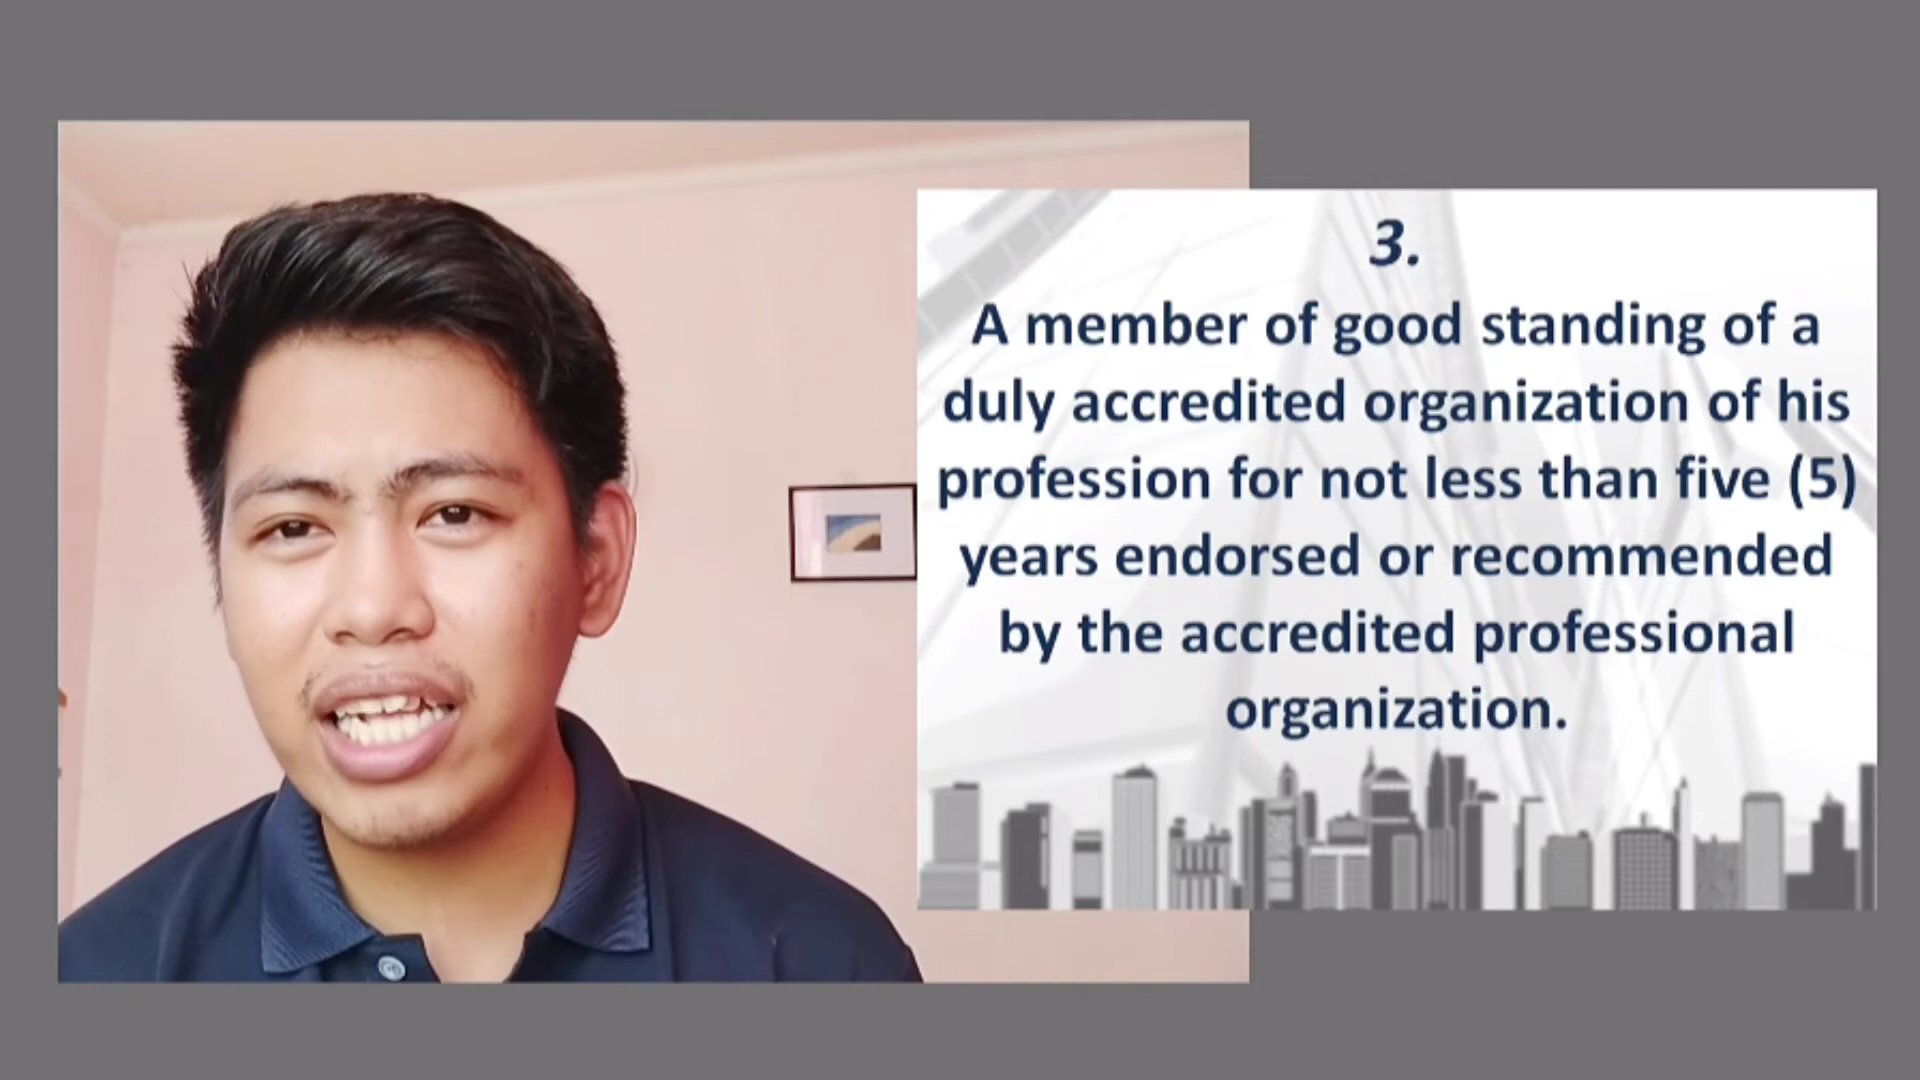 3.
A member of good standing of a
duly accredited organization of his
profession for not less than five (5)
years endorsed or recommended
by the accredited professional
organization.